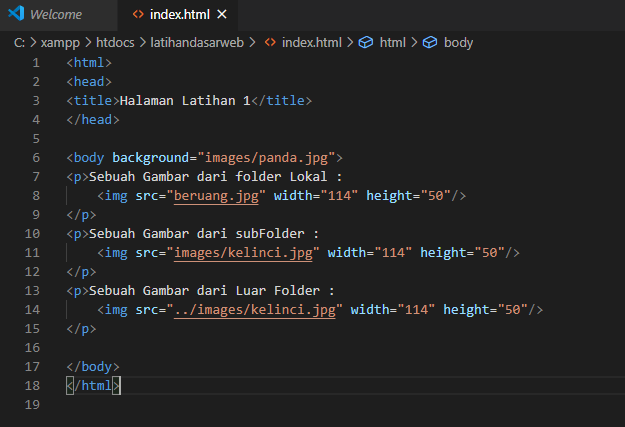 Welcome index.html
C: > xampp > htdocs > latihandasarweb > index.html > html > body
1 <html>
2 <head>
3 <title>Halaman Latihan 1</title>
4 </head>
5
6 <body background="images/panda.jpg">
7 <p>Sebuah Gambar dari folder Lokal :
8     <img src="beruang.jpg" width="114" height="50"/>
9 </p>
10 <p>Sebuah Gambar dari subFolder :
11     <img src="images/kelinci.jpg" width="114" height="50"/>
12 </p>
13 <p>Sebuah Gambar dari Luar Folder :
14     <img src="../images/kelinci.jpg" width="114" height="50"/>
15 </p>
16
17 </body>
18 </html>
19